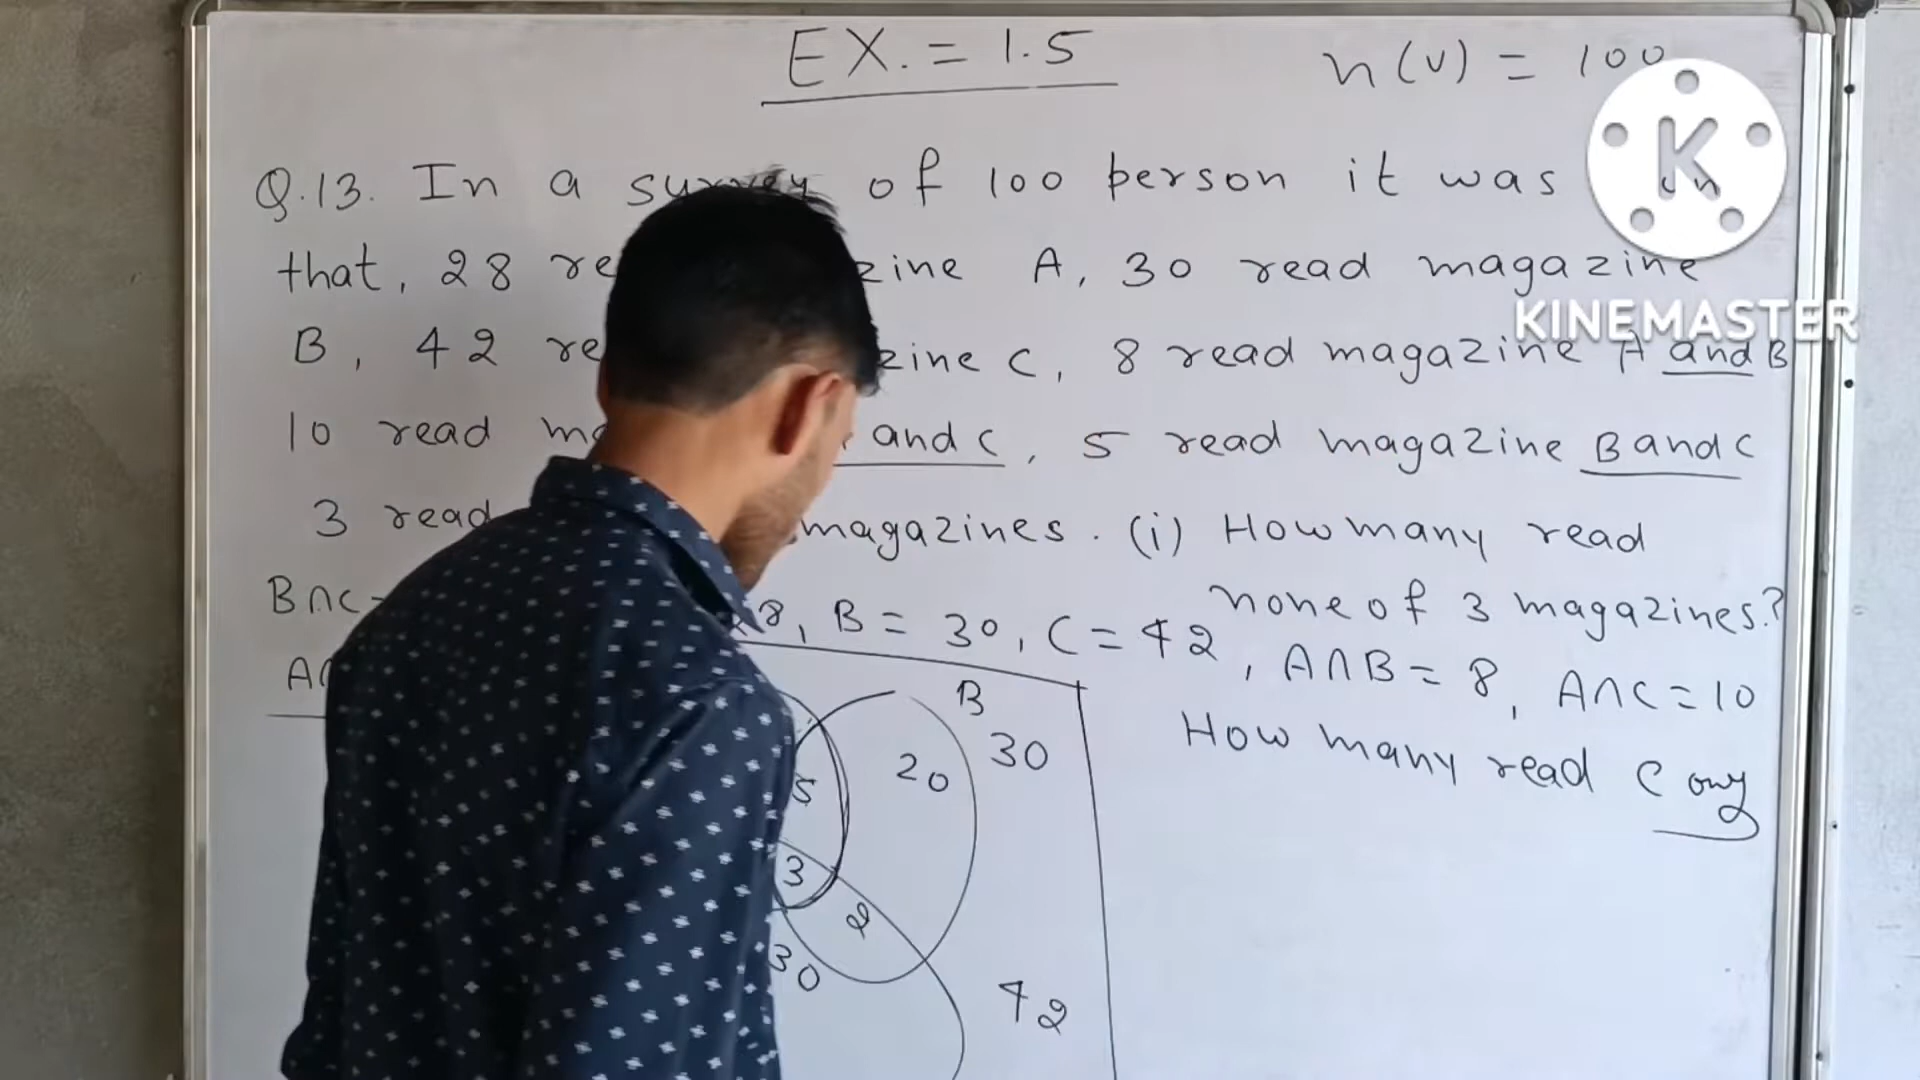 EX. = 1.5
n(U) = 100
Q.13. In a survey of 100 person it was
that, 28 zine A, 30 read magazine
KINEMASTER
B, 42 zine C, 8 read magazine A and B
10 read and C, 5 read magazine B and C
3 read magazines. (i) How many read
none of 3 magazines?
B∩C 8, B = 30, C = 42, A∩B = 8, A∩C = 10
How many read C only
B
30
5
20
3
2
30
42